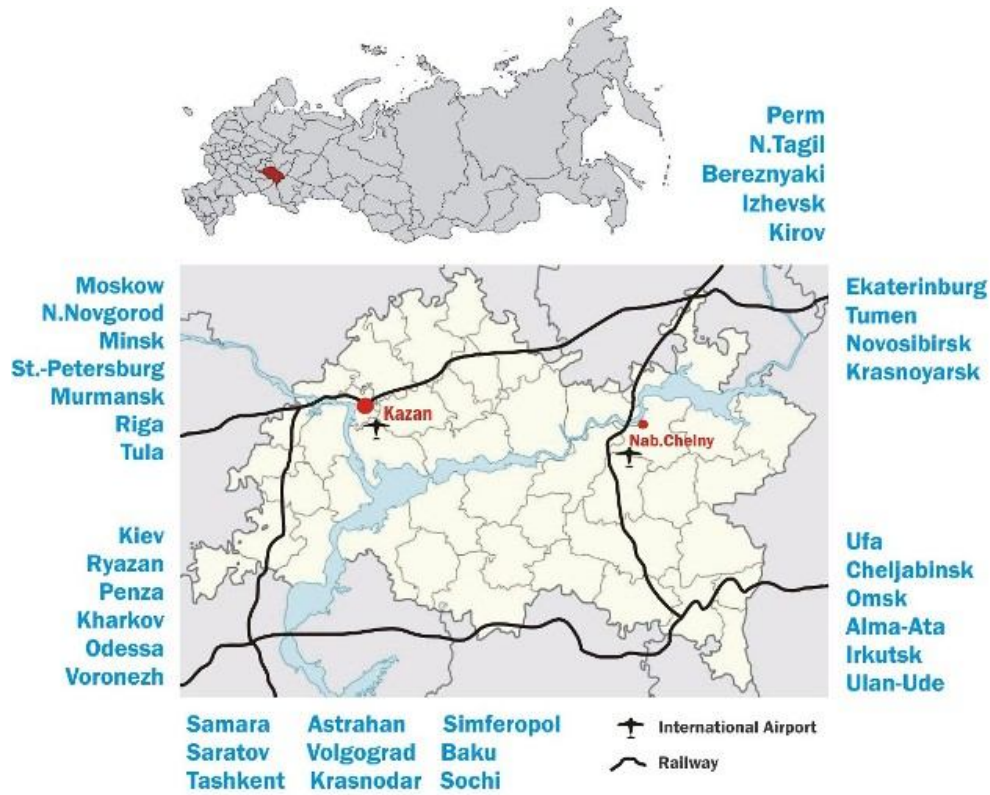 Perm
N.Tagil
Bereznyaki
Izhevsk
Kirov
Moskow
N.Novgorod
Minsk
St.-Petersburg
Murmansk
Riga
Tula
Ekaterinburg
Tumen
Novosibirsk
Krasnoyarsk
Kazan
Nab.Chelny
Kiev
Ryazan
Penza
Kharkov
Odessa
Voronezh
Ufa
Cheljabinsk
Omsk
Alma-Ata
Irkutsk
Ulan-Ude
Samara Astrahan Simferopol
Saratov Volgograd Baku
Tashkent Krasnodar Sochi
International Airport
Railway